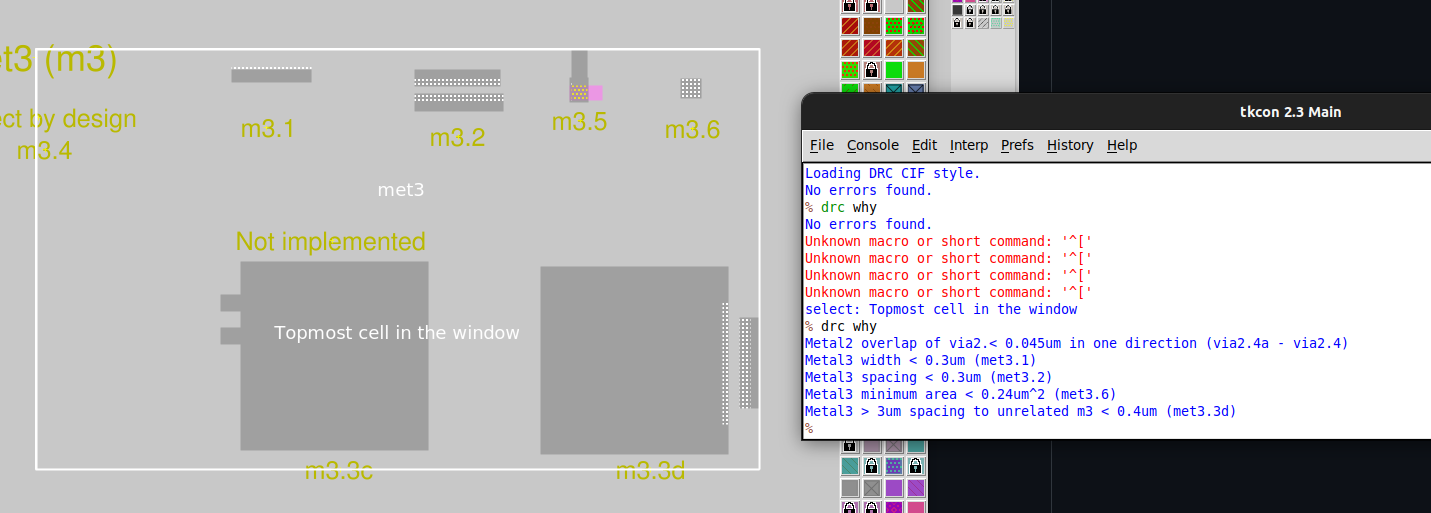 et3 (m3)
ect by design
m3.4
m3.1
m3.2
m3.5
m3.6
met3
Not implemented
Topmost cell in the window
m3.3c
m3.3d
tkcon 2.3 Main
File Console Edit Interp Prefs History Help
Loading DRC CIF style.
No errors found.
% drc why
No errors found.
Unknown macro or short command: '^['
Unknown macro or short command: '^['
Unknown macro or short command: '^['
Unknown macro or short command: '^['
select: Topmost cell in the window
% drc why
Metal2 overlap of via2.< 0.045um in one direction (via2.4a - via2.4)
Metal3 width < 0.3um (met3.1)
Metal3 spacing < 0.3um (met3.2)
Metal3 minimum area < 0.24um^2 (met3.6)
Metal3 > 3um spacing to unrelated m3 < 0.4um (met3.3d)
%